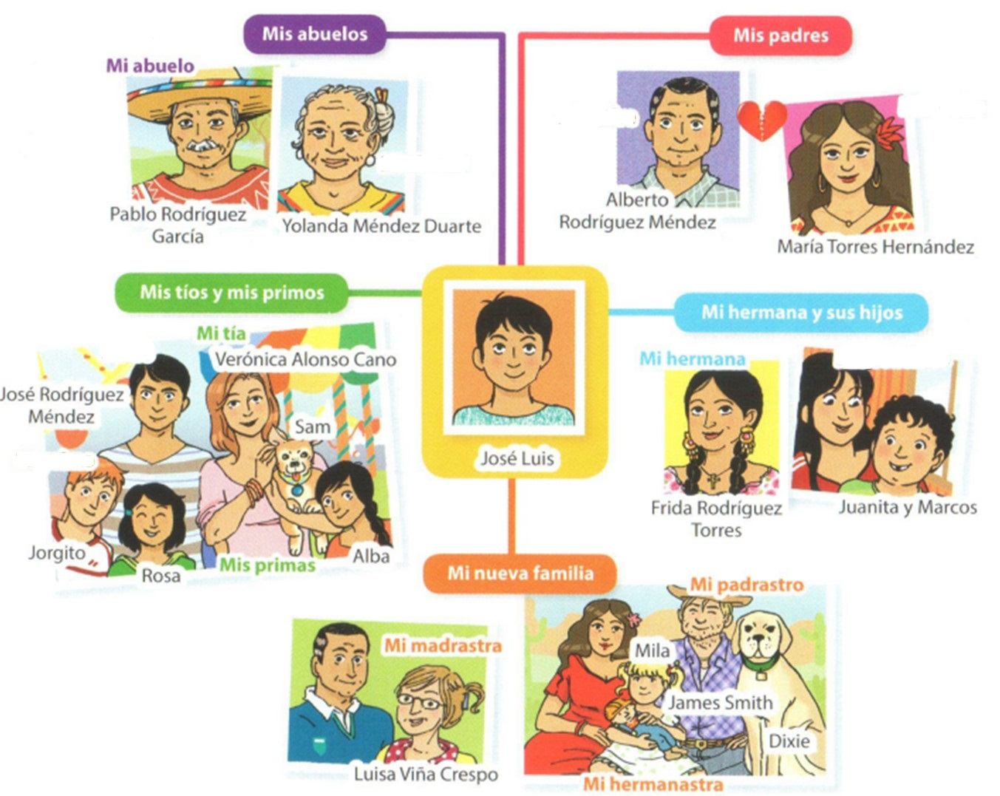 Mis abuelos
Mi abuelo
Pablo Rodríguez
García
Yolanda Méndez Duarte
Mis padres
Alberto
Rodríguez Méndez
María Torres Hernández
Mis tíos y mis primos
Mi tía
Verónica Alonso Cano
José Rodríguez
Méndez
Sam
Jorgito
Rosa
Mis primas
Alba
José Luis
Mi hermana y sus hijos
Mi hermana
Frida Rodríguez
Torres
Juanita y Marcos
Mi nueva familia
Mi madrastra
Luisa Viña Crespo
Mi padrastro
Mila
James Smith
Dixie
Mi hermanastra